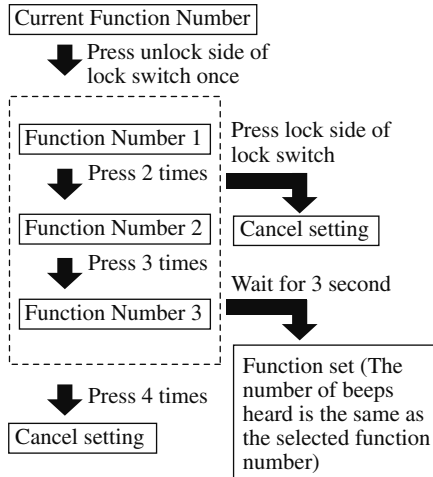 Current Function Number
Press unlock side of
lock switch once
Function Number 1
Press 2 times
Function Number 2
Press 3 times
Function Number 3
Press 4 times
Cancel setting
Press lock side of
lock switch
Cancel setting
Wait for 3 second
Function set (The
number of beeps
heard is the same as
the selected function
number)